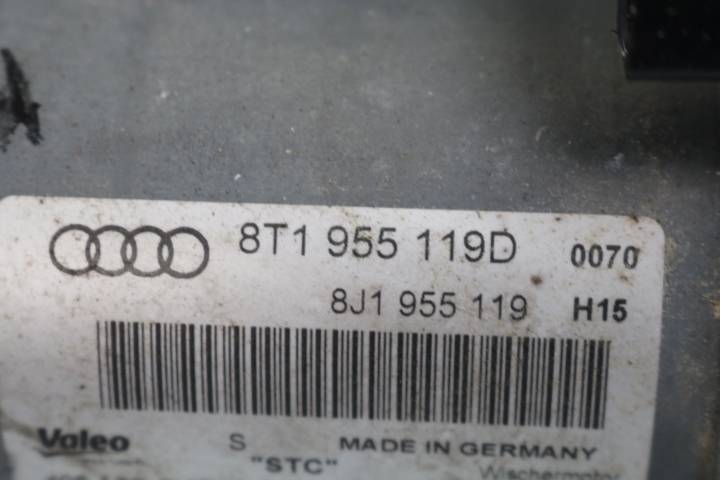 8T1 955 119D 0070
8J1 955 119 H15
Valeo S MADE IN GERMANY
"STC"
Wischermotor